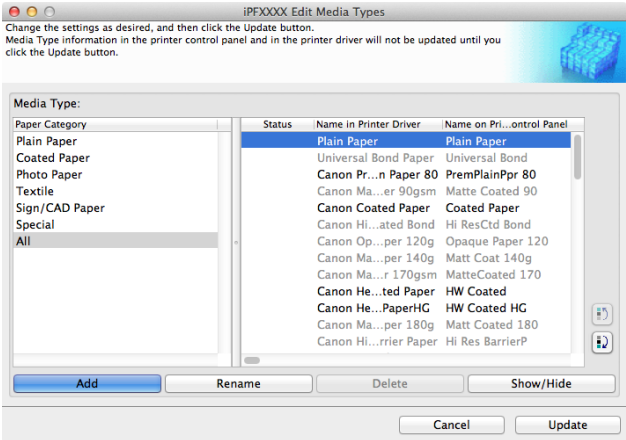 iPFXXXX Edit Media Types
Change the settings as desired, and then click the Update button.
Media Type information in the printer control panel and in the printer driver will not be updated until you
click the Update button.
Media Type:
Paper Category
Plain Paper
Coated Paper
Photo Paper
Textile
Sign/CAD Paper
Special
All
Status Name in Printer Driver Name on Pri...ontrol Panel
Plain Paper Plain Paper
Universal Bond Paper Universal Bond
Canon Pr...n Paper 80 PremPlainPpr 80
Canon Ma...er 90gsm Matte Coated 90
Canon Coated Paper Coated Paper
Canon Hi...ated Bond Hi ResCtd Bond
Canon Op...per 120g Opaque Paper 120
Canon Ma...per 140g Matt Coat 140g
Canon Ma...r 170gsm MatteCoated 170
Canon He...ted Paper HW Coated
Canon He...PaperHG HW Coated HG
Canon Ma...per 180g Matt Coated 180
Canon Hi...rrier Paper Hi Res BarrierP
Add Rename Delete Show/Hide
Cancel Update